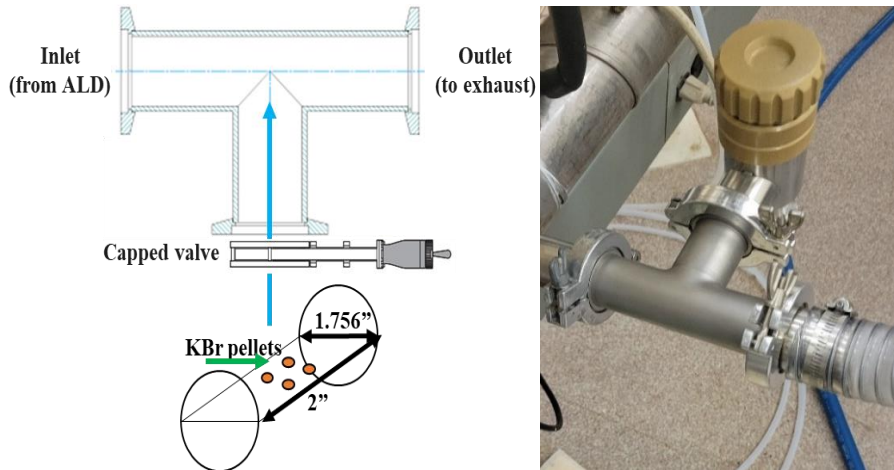 Inlet
(from ALD)
Outlet
(to exhaust)
Capped valve
1.756”
KBr pellets
2”